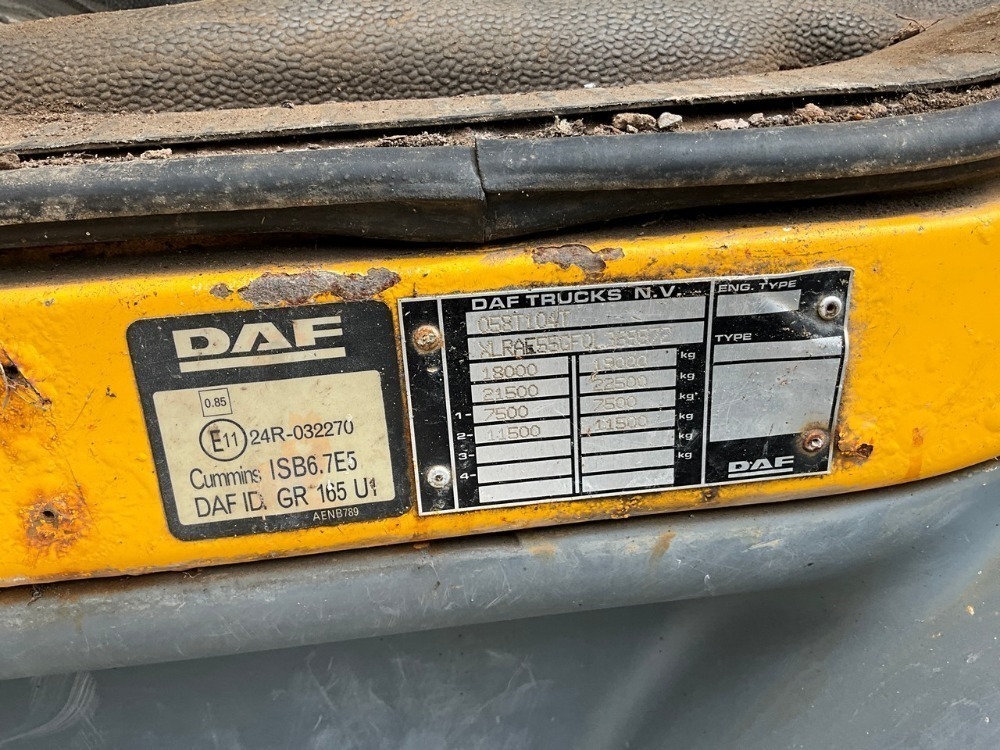 DAF
0.85
E11 24R-032270
Cummins ISB6.7E5
DAF ID. GR 165 U1
AENB789
DAF TRUCKS N.V.
18000 18000 kg
21500 22500 kg
1- 7500 7500 kg
2- 11500 11500 kg
3- kg
4-
ENG. TYPE
TYPE
DAF